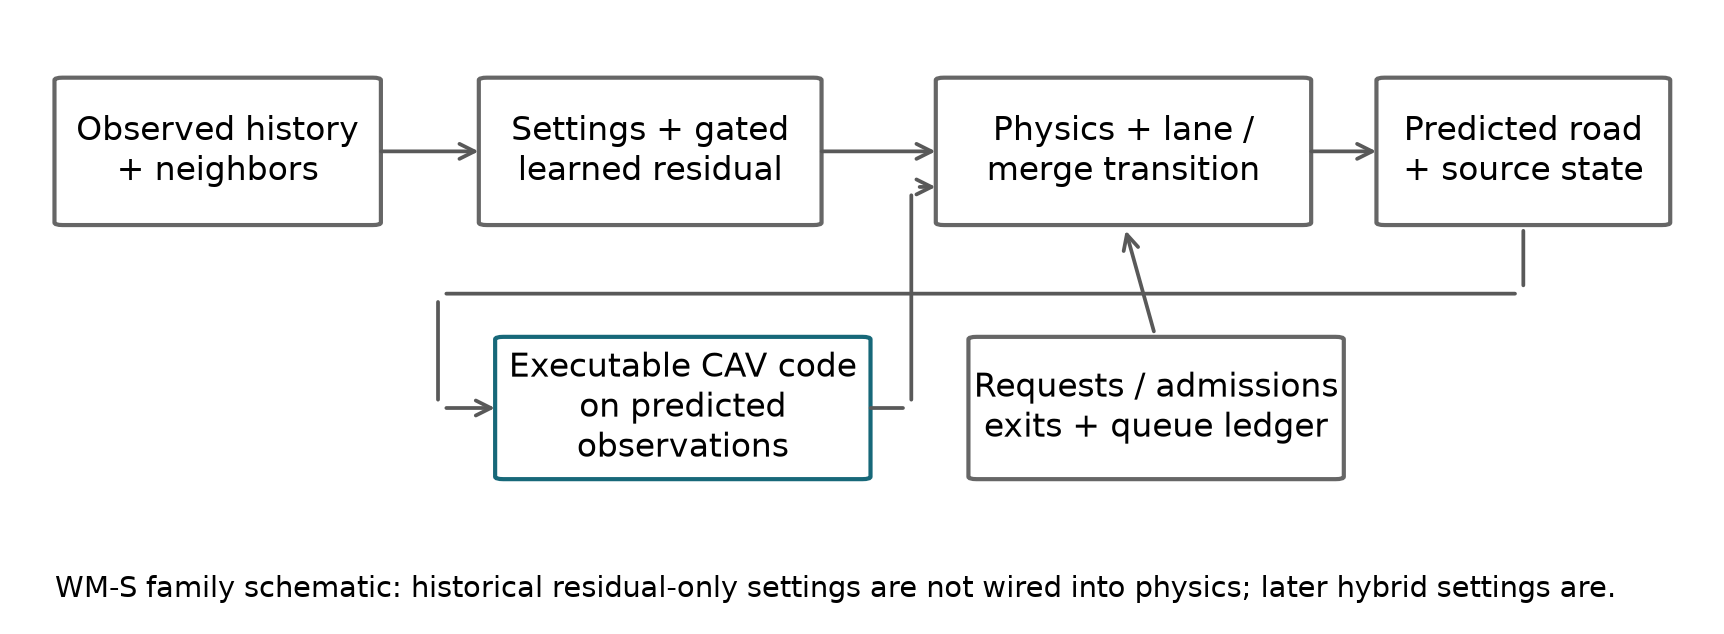 Observed history
+ neighbors
Settings + gated
learned residual
Physics + lane /
merge transition
Predicted road
+ source state
Executable CAV code
on predicted
observations
Requests / admissions
exits + queue ledger
WM-S family schematic: historical residual-only settings are not wired into physics; later hybrid settings are.